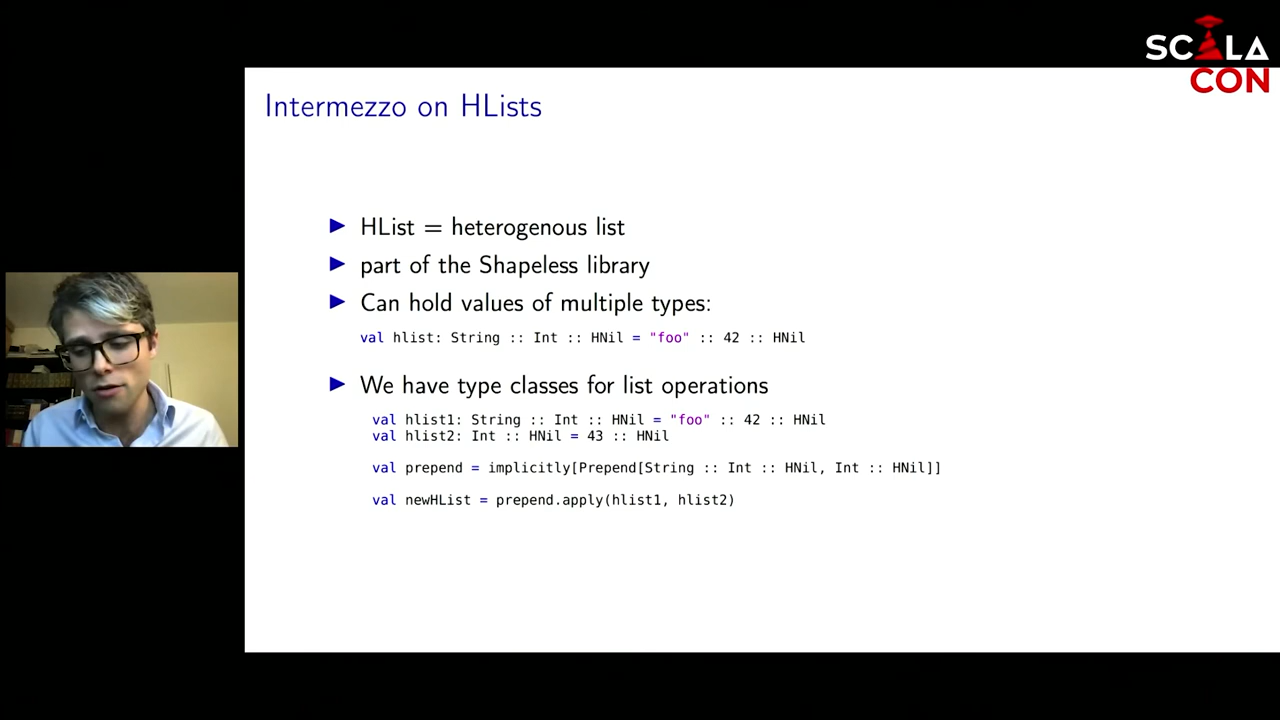 SCALA
CON
Intermezzo on HLists
HList = heterogenous list
part of the Shapeless library
Can hold values of multiple types:
val hlist: String :: Int :: HNil = "foo" :: 42 :: HNil
We have type classes for list operations
val hlist1: String :: Int :: HNil = "foo" :: 42 :: HNil
val hlist2: Int :: HNil = 43 :: HNil
val prepend = implicitly[Prepend[String :: Int :: HNil, Int :: HNil]]
val newHList = prepend.apply(hlist1, hlist2)